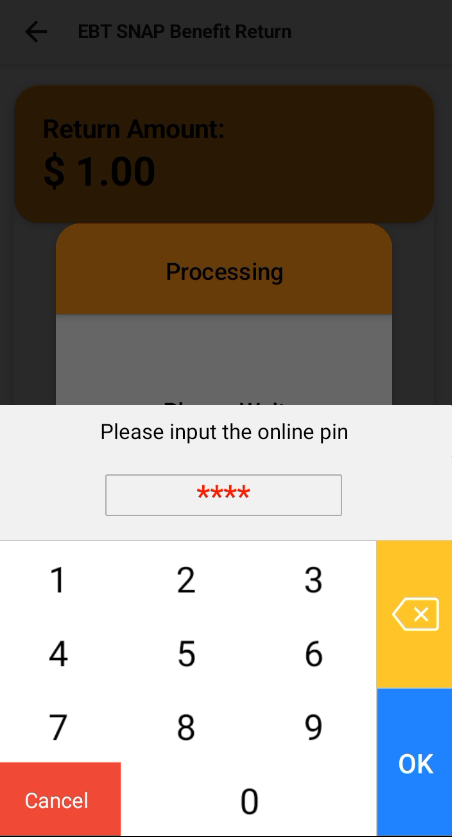 EBT SNAP Benefit Return
Return Amount:
$ 1.00
Processing
Please input the online pin
****
1 2 3
4 5 6
7 8 9
OK
Cancel
0